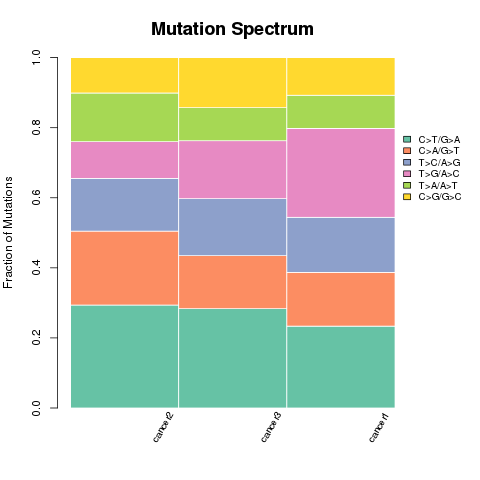 Mutation Spectrum
Fraction of Mutations
1.0
0.8
0.6
0.4
0.2
0.0
cancer2
cancer3
cancer1
C>T/G>A
C>A/G>T
T>C/A>G
T>G/A>C
T>A/A>T
C>G/G>C